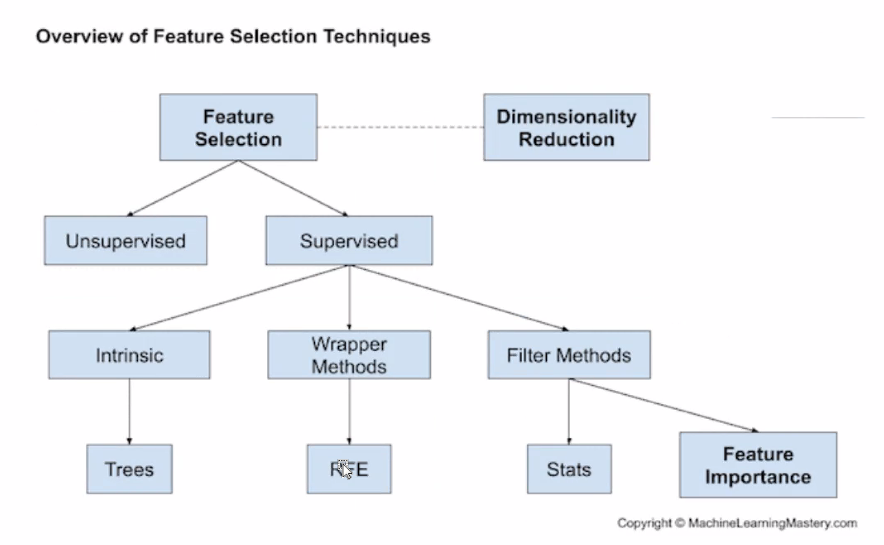 Overview of Feature Selection Techniques
Feature
Selection
Dimensionality
Reduction
Unsupervised
Supervised
Intrinsic
Wrapper
Methods
Filter Methods
Trees
RFE
Stats
Feature
Importance
Copyright © MachineLearningMastery.com